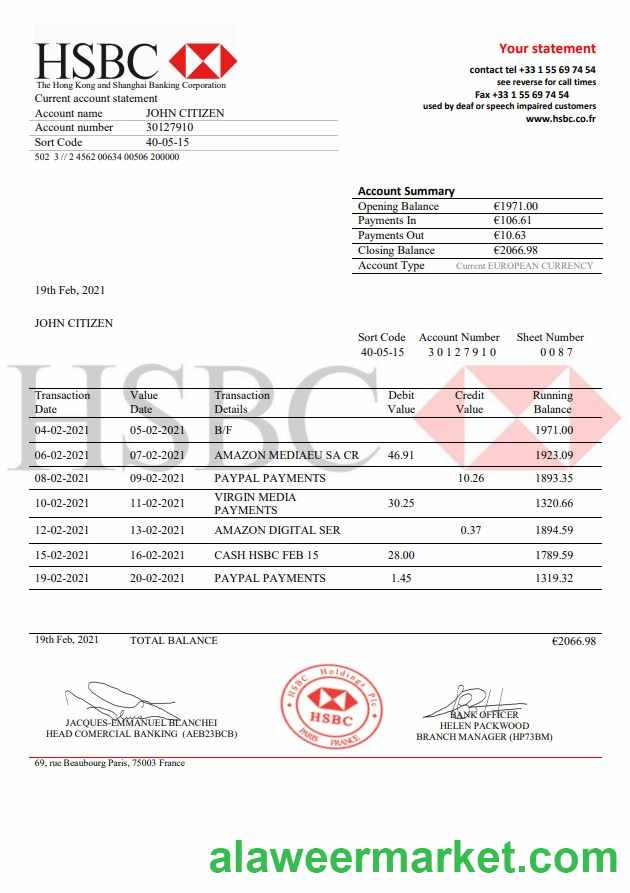 HSBC
The Hong Kong and Shanghai Banking Corporation
Current account statement
Account name JOHN CITIZEN
Account number 30127910
Sort Code 40-05-15
502 3 // 2 4562 00634 00506 200000
Your statement
contact tel +33 1 55 69 74 54
see reverse for call times
Fax +33 1 55 69 74 54
used by deaf or speech impaired customers
www.hsbc.co.fr
Account Summary
Opening Balance €1971.00
Payments In €106.61
Payments Out €10.63
Closing Balance €2066.98
Account Type Current EUROPEAN CURRENCY
19th Feb, 2021
JOHN CITIZEN
Sort Code Account Number Sheet Number
40-05-15 3 0 1 2 7 9 1 0 0 0 8 7
HSBC
Transaction Value Transaction Debit Credit Running
Date Date Details Value Value Balance
04-02-2021 05-02-2021 B/F 1971.00
06-02-2021 07-02-2021 AMAZON MEDIAEU SA CR 46.91 1923.09
08-02-2021 09-02-2021 PAYPAL PAYMENTS 10.26 1893.35
10-02-2021 11-02-2021 VIRGIN MEDIA PAYMENTS 30.25 1320.66
12-02-2021 13-02-2021 AMAZON DIGITAL SER 0.37 1894.59
15-02-2021 16-02-2021 CASH HSBC FEB 15 28.00 1789.59
19-02-2021 20-02-2021 PAYPAL PAYMENTS 1.45 1319.32
19th Feb, 2021 TOTAL BALANCE €2066.98
HSBC Holdings Plc
HSBC
PARIS FRANCE
JACQUES-EMMANUEL BLANCHEI
HEAD COMERCIAL BANKING (AEB23BCB)
BANK OFFICER
HELEN PACKWOOD
BRANCH MANAGER (HP73BM)
69, rue Beaubourg Paris, 75003 France
alaweermarket.com